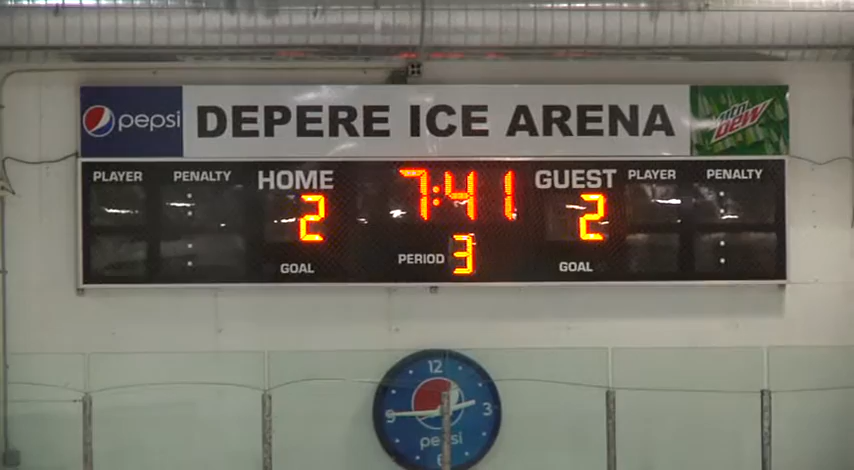 pepsi DEPERE ICE ARENA mtn DEW
PLAYER PENALTY HOME 7:41 GUEST PLAYER PENALTY
2 2
GOAL PERIOD 3 GOAL
12
9 3
pepsi
6